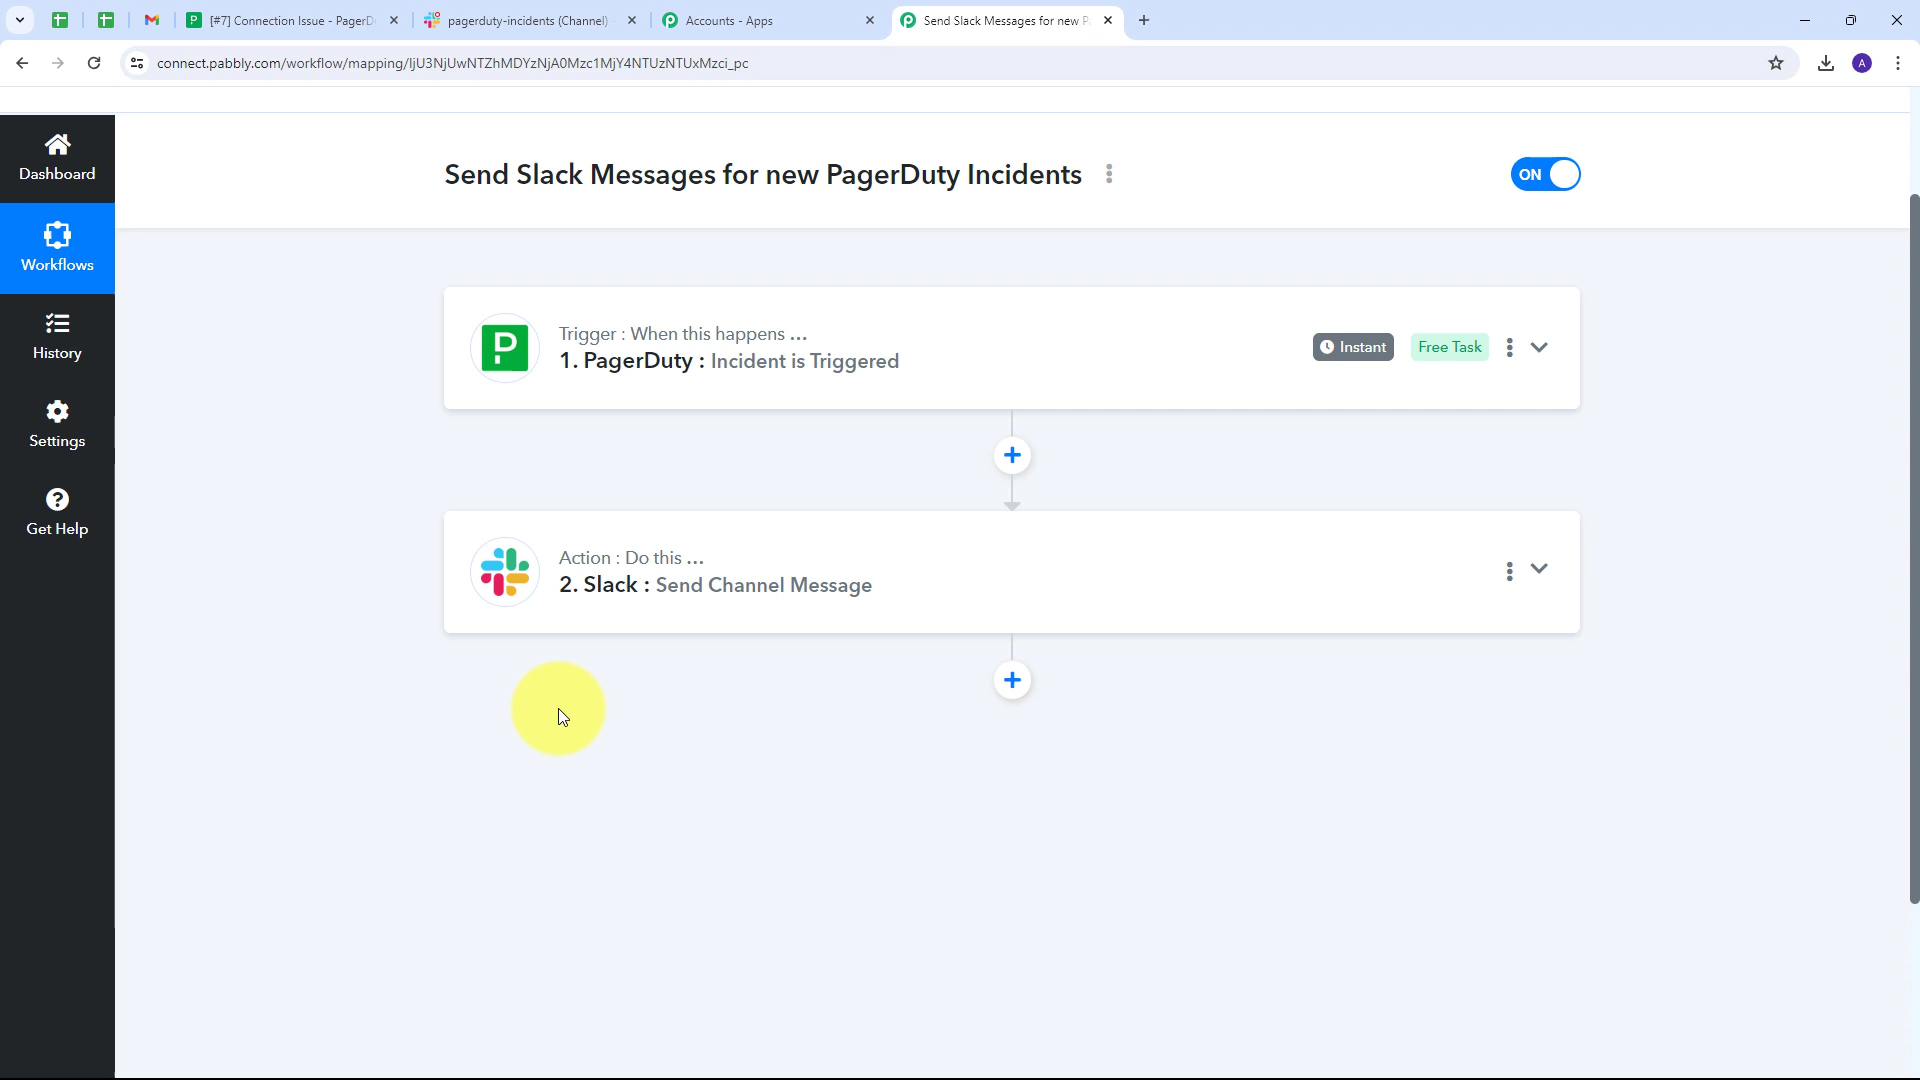 [#7] Connection Issue - PagerD
pagerduty-incidents (Channel)
Accounts - Apps
Send Slack Messages for new P
connect.pabbly.com/workflow/mapping/IjU3NjUwNTZhMDYzNjA0Mzc1MjY4NTUzNTUxMzci_pc
A
Dashboard
Workflows
History
Settings
Get Help
Send Slack Messages for new PagerDuty Incidents
ON
P
Trigger : When this happens ...
1. PagerDuty : Incident is Triggered
Instant
Free Task
Action : Do this ...
2. Slack : Send Channel Message